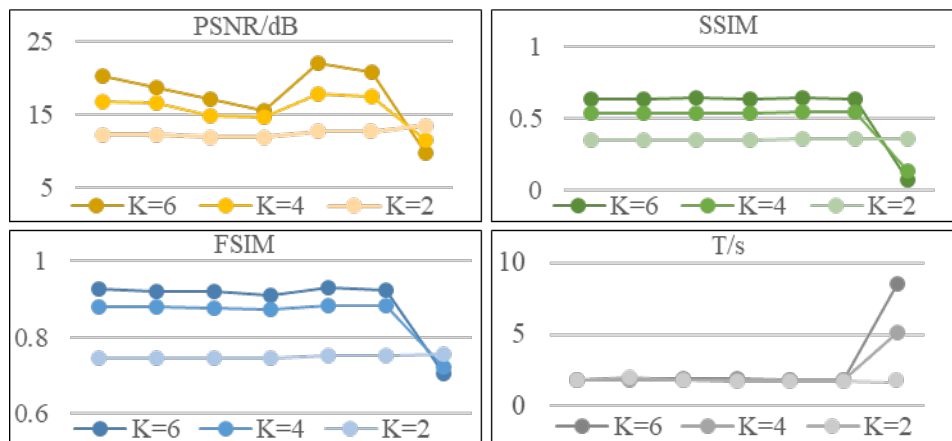 PSNR/dB
25
15
5
K=6 K=4 K=2
SSIM
1
0.5
0
K=6 K=4 K=2
FSIM
1
0.8
0.6
K=6 K=4 K=2
T/s
10
5
0
K=6 K=4 K=2